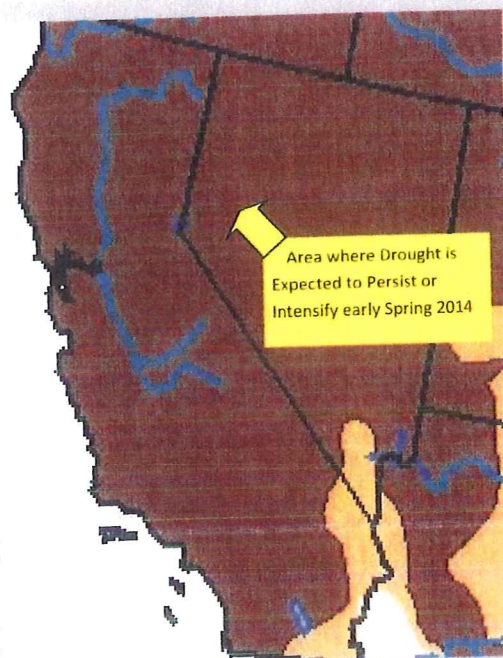 Area where Drought is
Expected to Persist or
Intensify early Spring 2014